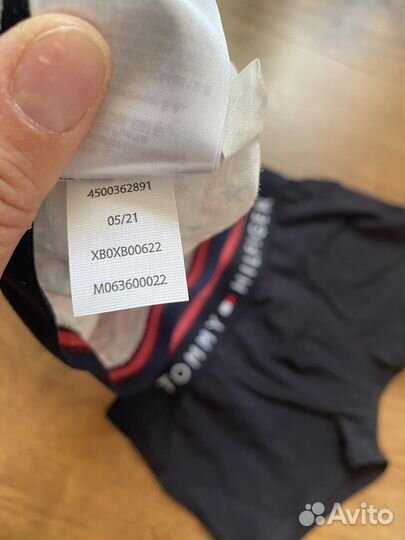 4500362891
05/21
XB0XB00622
M063600022
TOMMY HILFIGER
Avito